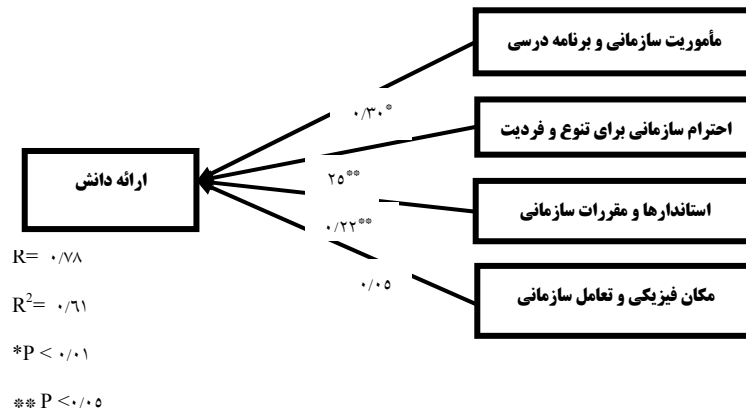 مأموریت سازمانی و برنامه درسی
۰/۳۰*
احترام سازمانی برای تنوع و فردیت
ارائه دانش
۲۵**
استاندارها و مقررات سازمانی
۰/۲۲**
مکان فیزیکی و تعامل سازمانی
۰/۰۵
R= ۰/۷۸
R²= ۰/۶۱
*P < ۰/۰۱
** P <۰/۰۵